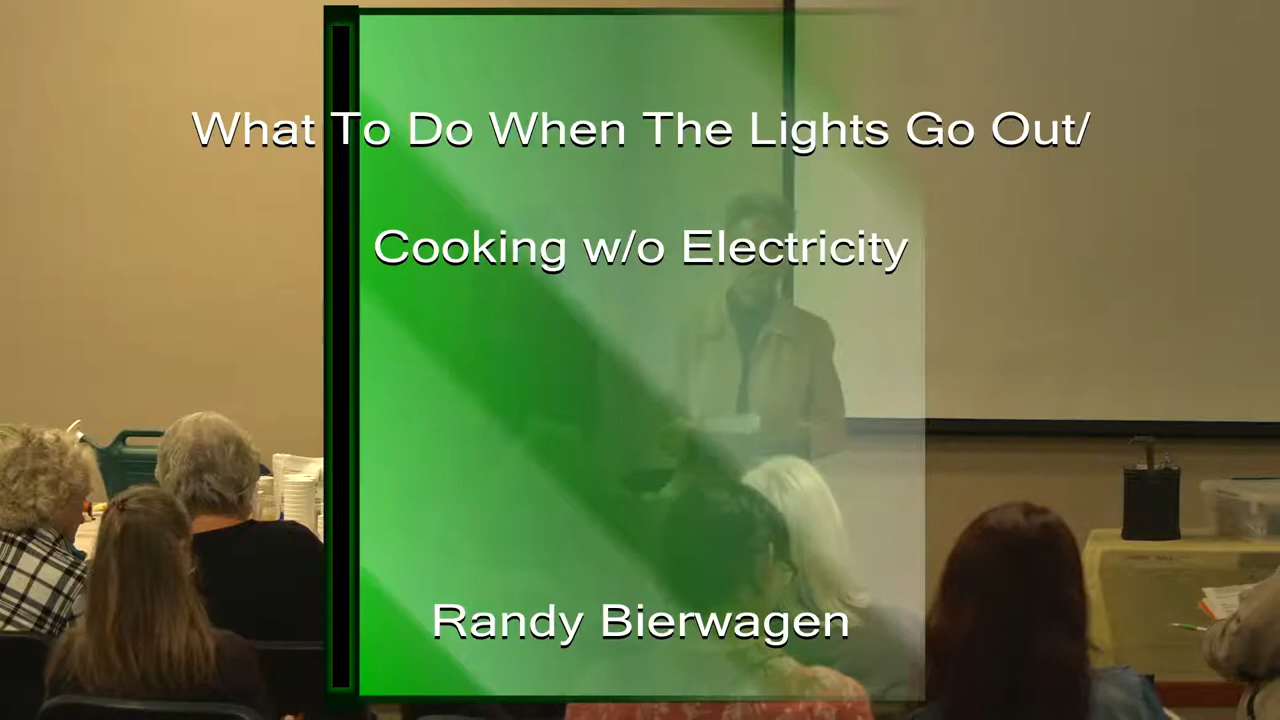 What To Do When The Lights Go Out/
Cooking w/o Electricity
Randy Bierwagen